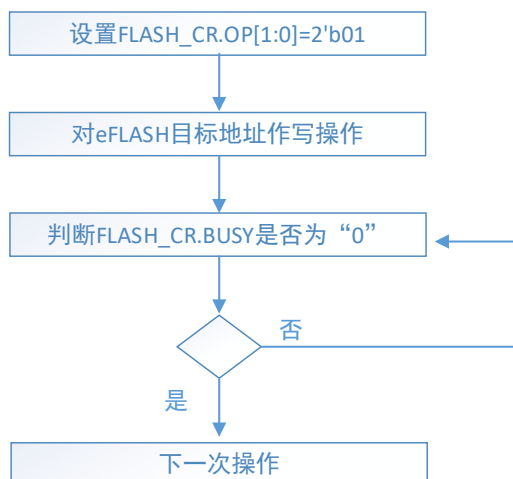 设置FLASH_CR.OP[1:0]=2'b01
对eFLASH目标地址作写操作
判断FLASH_CR.BUSY是否为“0”
否
是
下一次操作